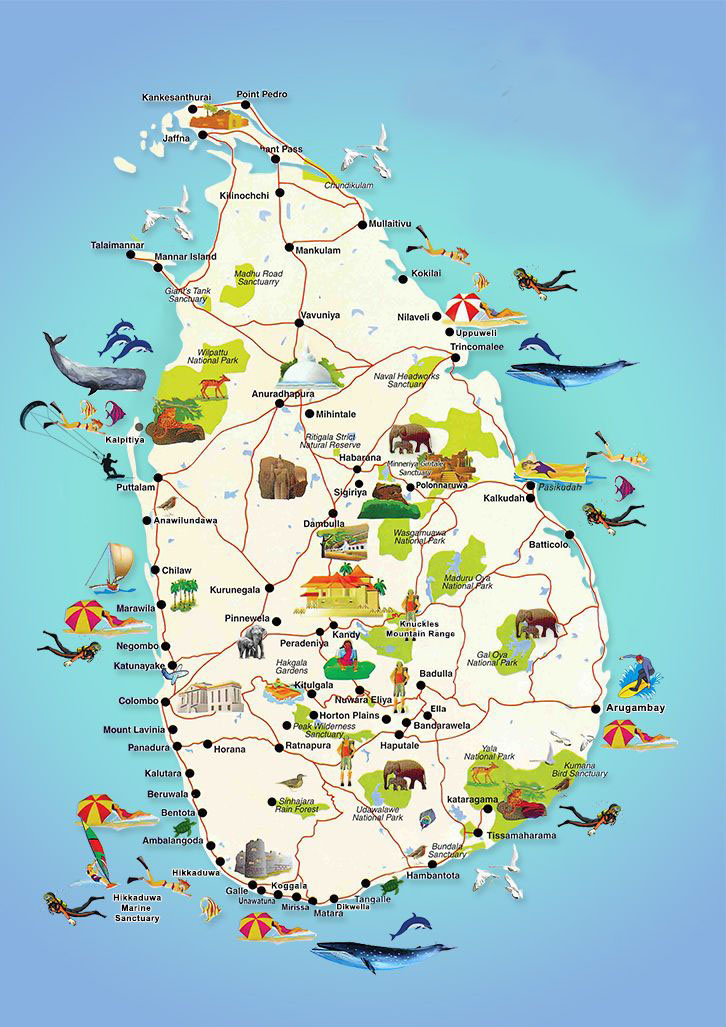 Point Pedro
Kankesanthurai
Jaffna
hant Pass
Chundikulam
Kilinochchi
Mullaitivu
Talaimannar
Mankulam
Mannar Island
Kokilai
Madhu Road
Sanctuarry
Giant's Tank
Sanctuary
Vavuniya
Nilaveli
Uppuweli
Trincomalee
Wilpattu
National Park
Naval Headworks
Sanctuary
Anuradhapura
Mihintale
Kalpitiya
Ritigala Strict
Natural Reserve
Habarana
Minneriya Giritale
Sanctuary
Puttalam
Sigiriya
Polonnaruwa
Pasikudah
Kalkudah
Anawilundawa
Dambulla
Wasgamuawa
National Park
Batticolo
Chilaw
Maduru Oya
National Park
Kurunegala
Marawila
Pinnewela
Knuckles
Mountain Range
Kandy
Peradeniya
Negombo
Gal Oya
National Park
Katunayake
Hakgala
Gardens
Badulla
Kitulgala
Nuwara Eliya
Colombo
Arugambay
Ella
Horton Plains
Bandarawela
Peak Wilderness
Sanctuary
Mount Lavinia
Panadura
Horana
Ratnapura
Haputale
Yala
National Park
Kumana
Bird Sanctuary
Kalutara
Beruwala
Sinhajara
Rain Forest
Udawalawe
National Park
kataragama
Bentota
Tissamaharama
Ambalangoda
Bundala
Sanctuary
Hikkaduwa
Hambantota
Galle
Koggala
Unawatuna
Tangalle
Hikkaduwa
Marine
Sanctuary
Mirissa
Dikwella
Matara